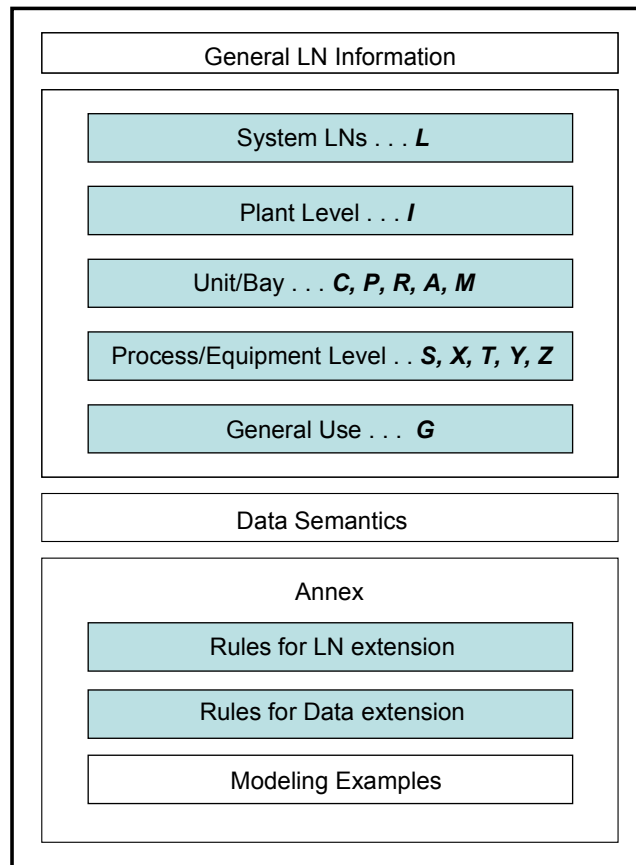 General LN Information
System LNs . . . L
Plant Level . . . I
Unit/Bay . . . C, P, R, A, M
Process/Equipment Level . . S, X, T, Y, Z
General Use . . . G
Data Semantics
Annex
Rules for LN extension
Rules for Data extension
Modeling Examples